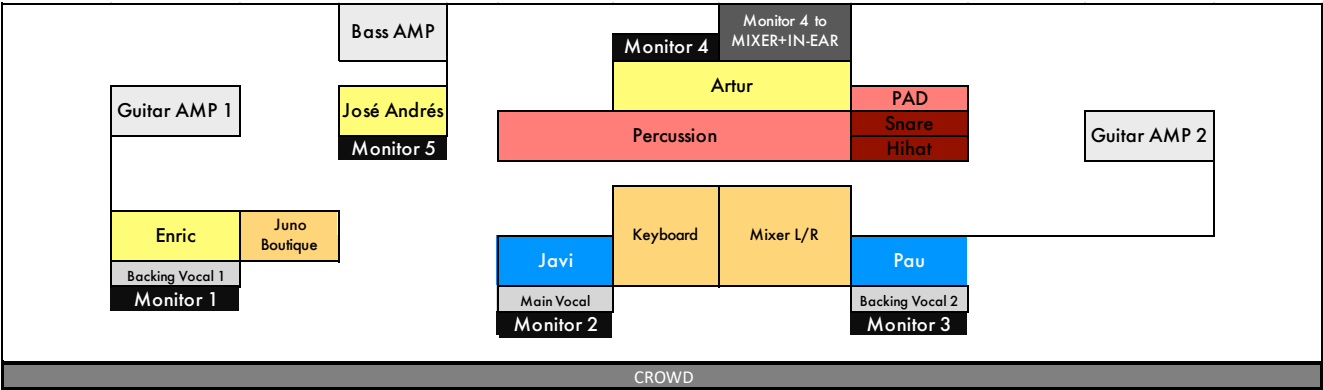 Bass AMP
Monitor 4 to
MIXER+IN-EAR
Monitor 4
Artur
Guitar AMP 1
José Andrés
PAD
Percussion
Snare
Guitar AMP 2
Monitor 5
Hihat
Enric
Juno
Boutique
Keyboard
Mixer L/R
Javi
Pau
Backing Vocal 1
Monitor 1
Main Vocal
Backing Vocal 2
Monitor 2
Monitor 3
CROWD